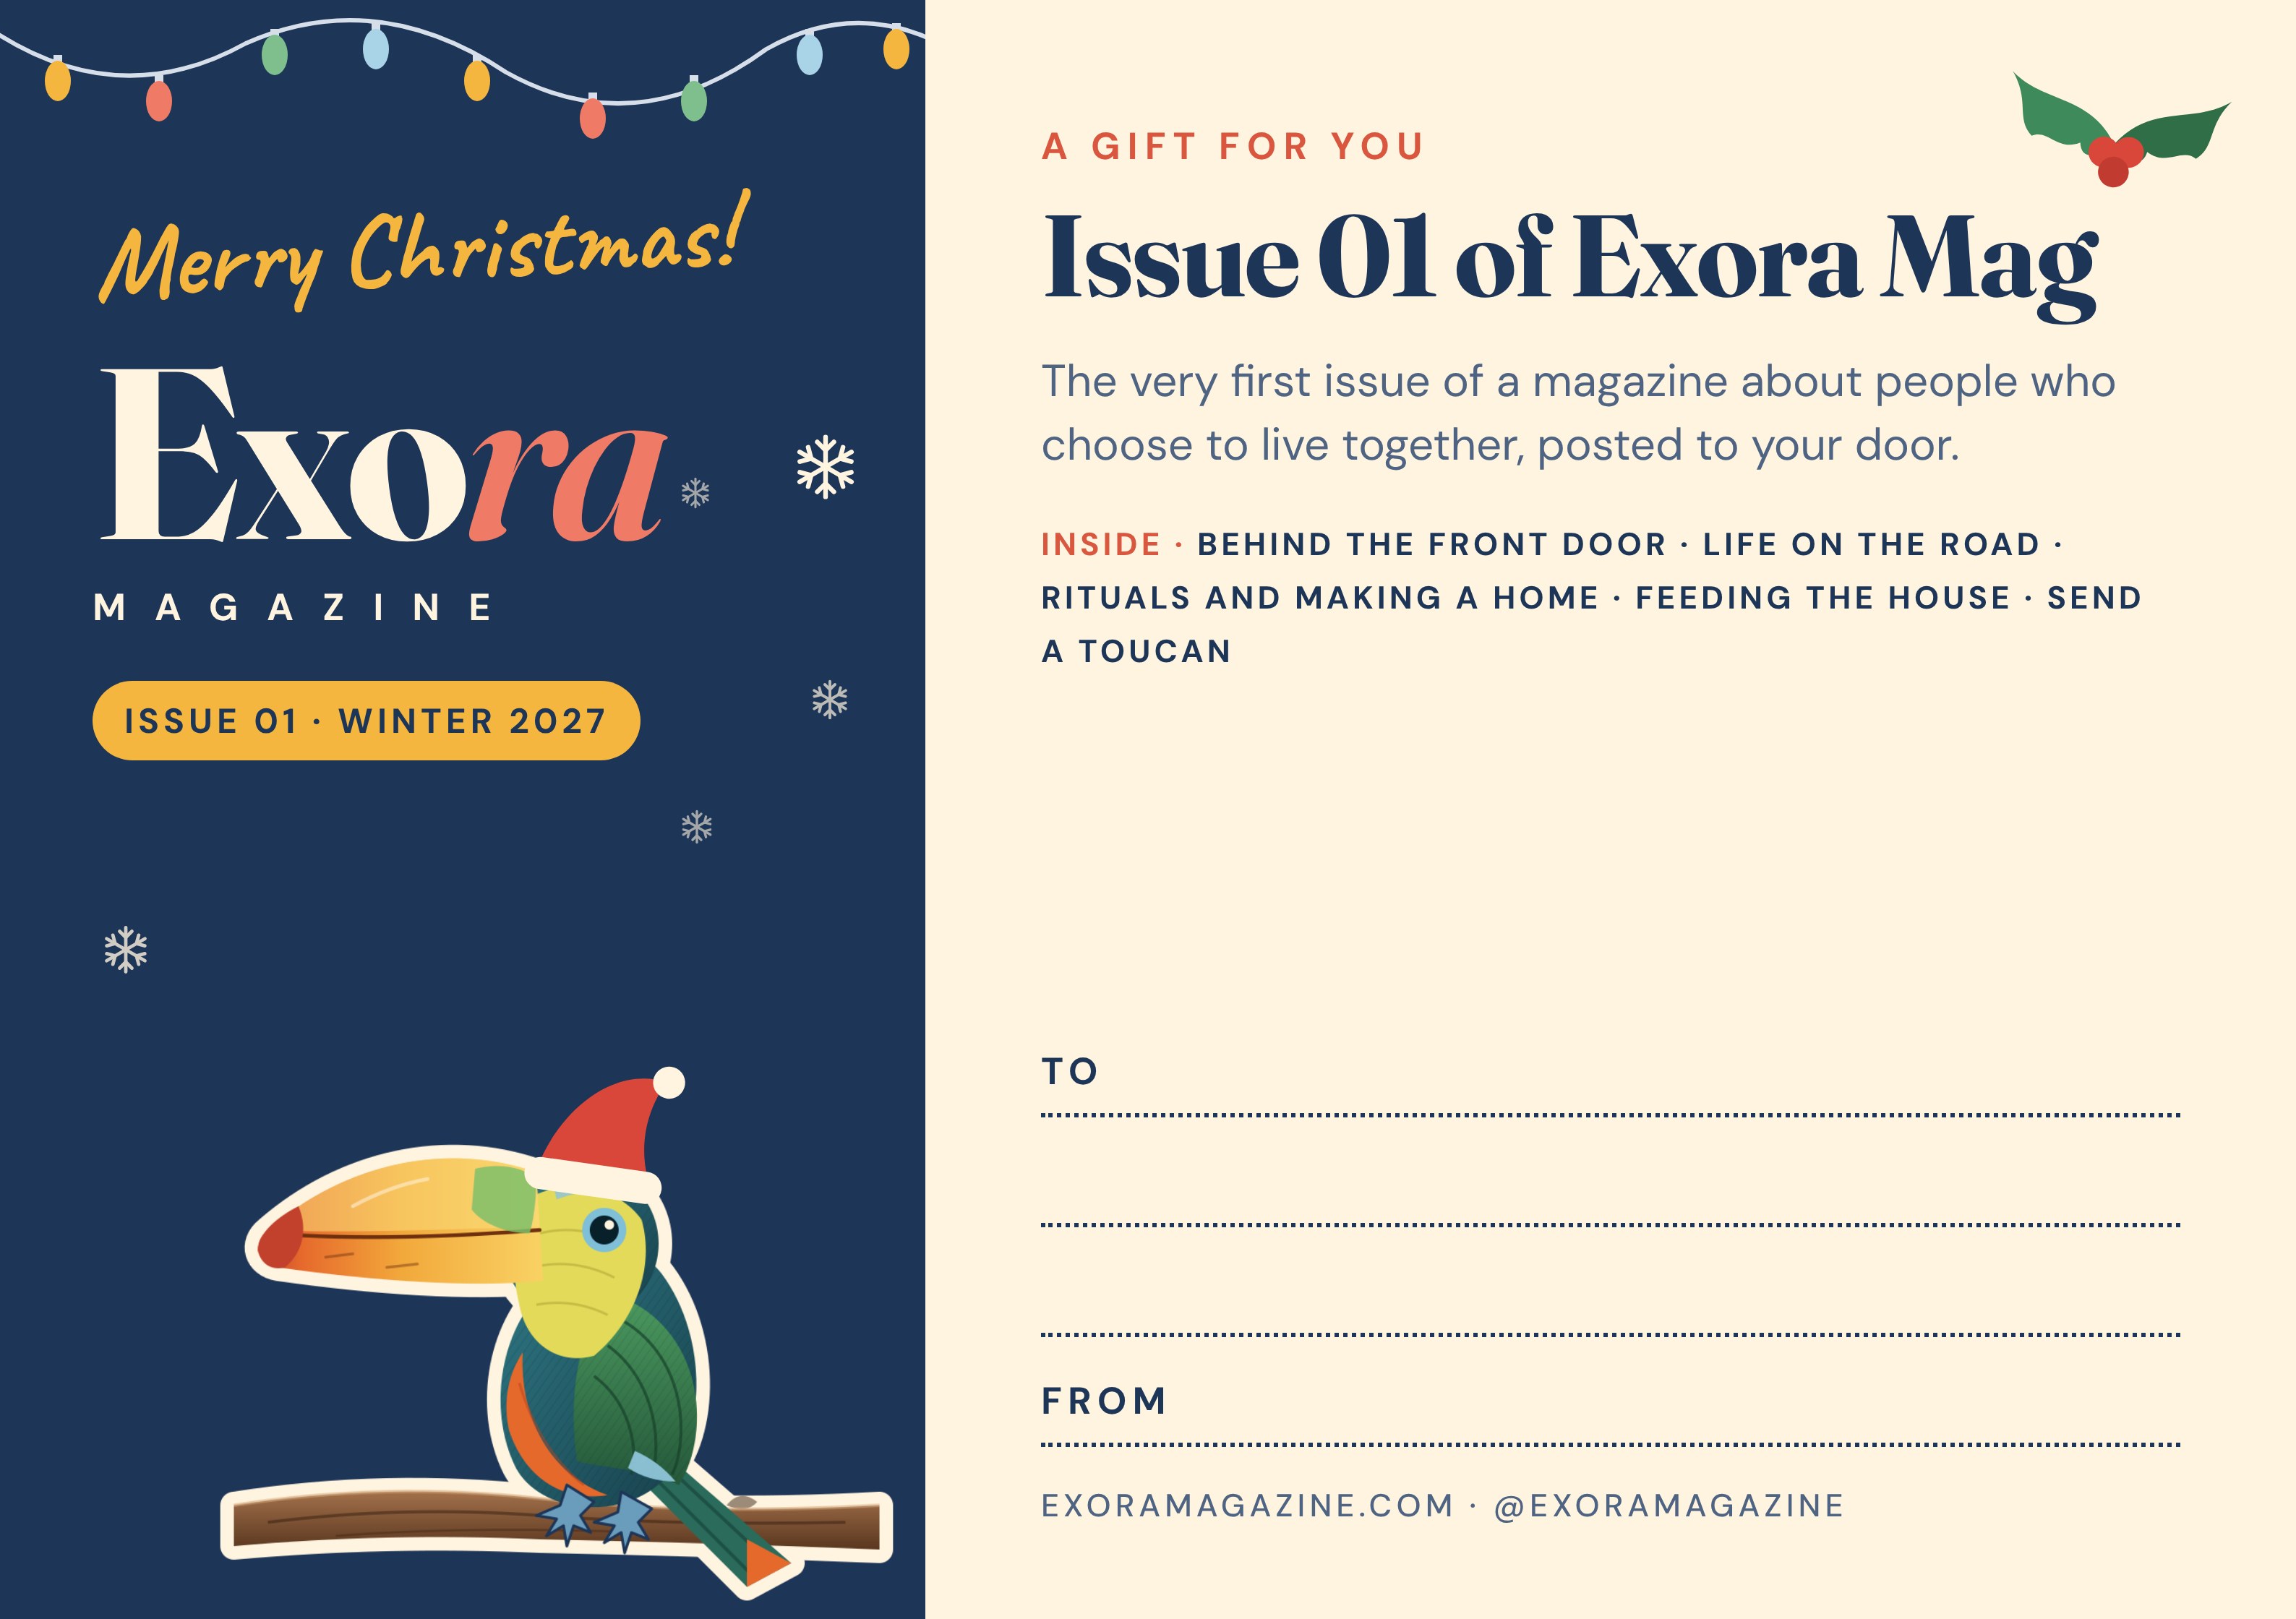 Merry Christmas!
Exora
MAGAZINE
ISSUE 01 · WINTER 2027
A GIFT FOR YOU
Issue 01 of Exora Mag
The very first issue of a magazine about people who
choose to live together, posted to your door.
INSIDE · BEHIND THE FRONT DOOR · LIFE ON THE ROAD ·
RITUALS AND MAKING A HOME · FEEDING THE HOUSE · SEND
A TOUCAN
TO
FROM
EXORAMAGAZINE.COM · @EXORAMAGAZINE